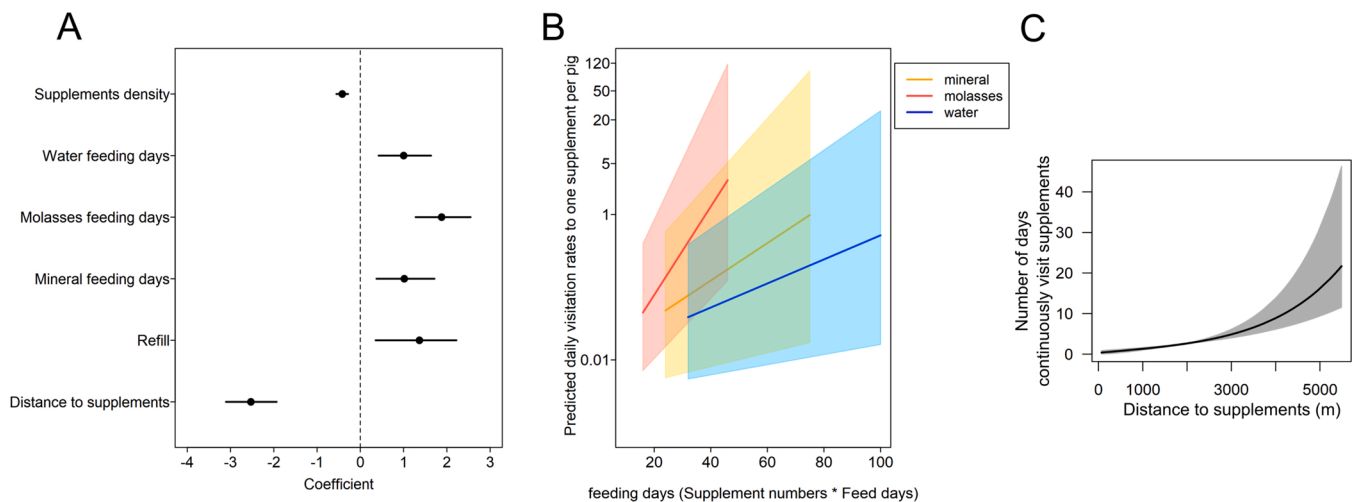 A
Supplements density
Water feeding days
Molasses feeding days
Mineral feeding days
Refill
Distance to supplements
-4 -3 -2 -1 0 1 2 3
Coefficient
B
Predicted daily visitation rates to one supplement per pig
120
50
20
5
1
0.01
20 40 60 80 100
feeding days (Supplement numbers * Feed days)
mineral
molasses
water
C
Number of days
continuously visit supplements
40
30
20
10
0
0 1000 3000 5000
Distance to supplements (m)